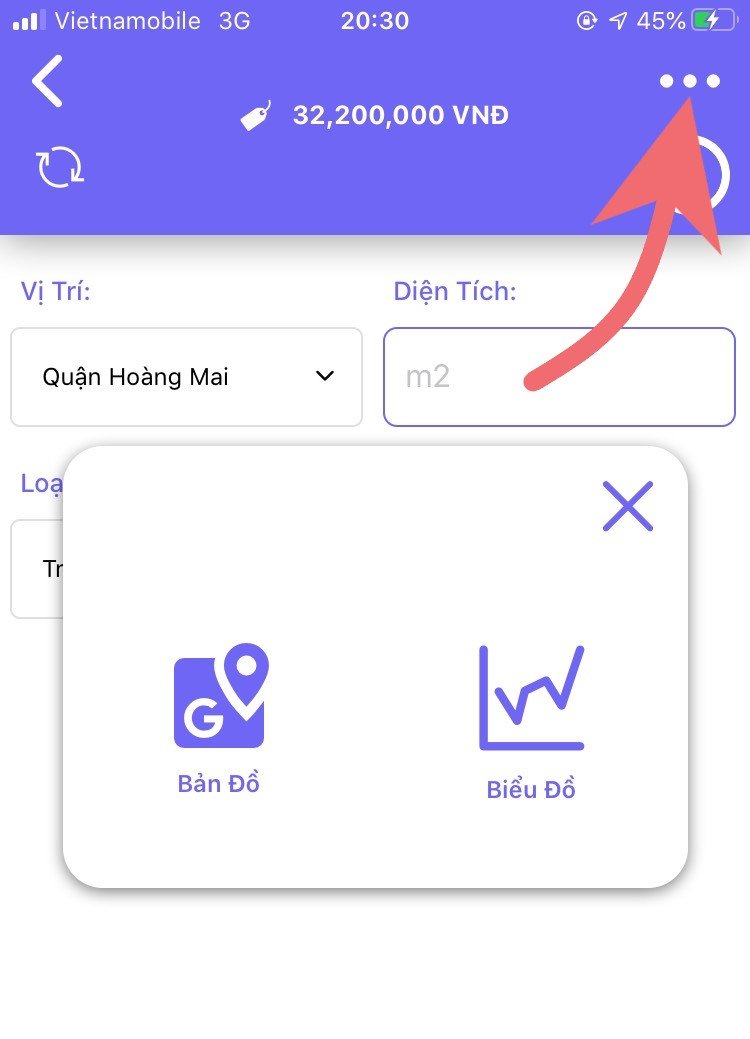 Vietnamobile 3G 20:30 45%
32,200,000 VNĐ
Vị Trí: Diện Tích:
Quận Hoàng Mai m2
Loạ
Tr
G
Bản Đồ Biểu Đồ